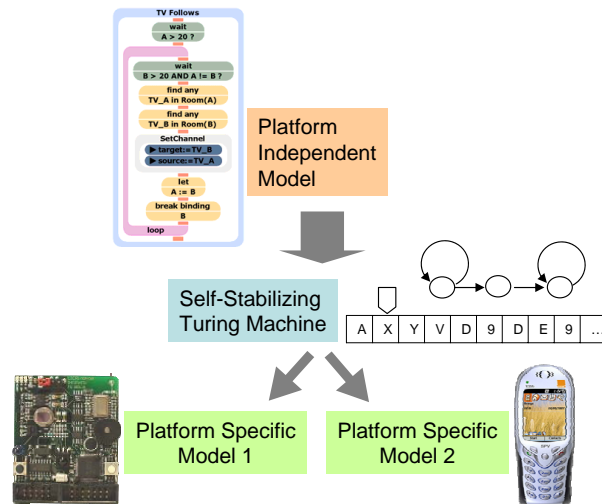 TV Follows
wait
A > 20 ?
wait
B > 20 AND A != B ?
find any
TV_A in Room(A)
find any
TV_B in Room(B)
SetChannel
target:=TV_B
source:=TV_A
let
A := B
break binding
B
loop
Platform
Independent
Model
Self-Stabilizing
Turing Machine
A X Y V D 9 D E 9 ...
Platform Specific
Model 1
Platform Specific
Model 2